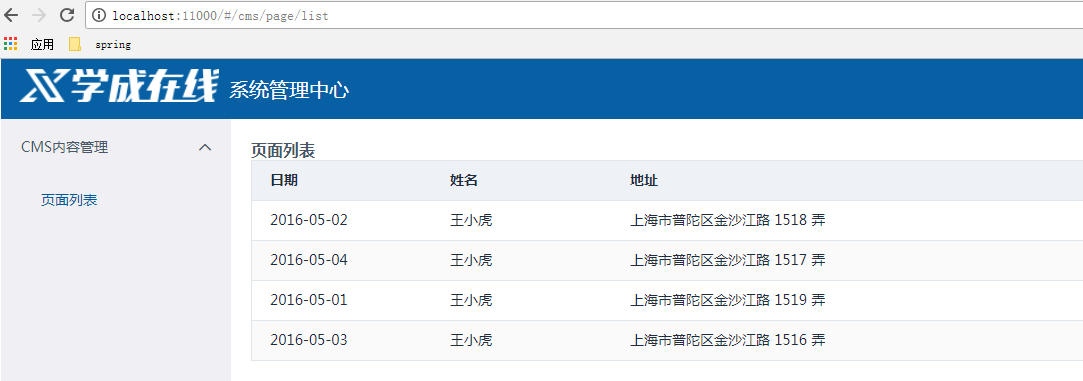 localhost:11000/#/cms/page/list
应用 spring
学成在线 系统管理中心
CMS内容管理
页面列表
页面列表
日期 姓名 地址
2016-05-02 王小虎 上海市普陀区金沙江路 1518 弄
2016-05-04 王小虎 上海市普陀区金沙江路 1517 弄
2016-05-01 王小虎 上海市普陀区金沙江路 1519 弄
2016-05-03 王小虎 上海市普陀区金沙江路 1516 弄